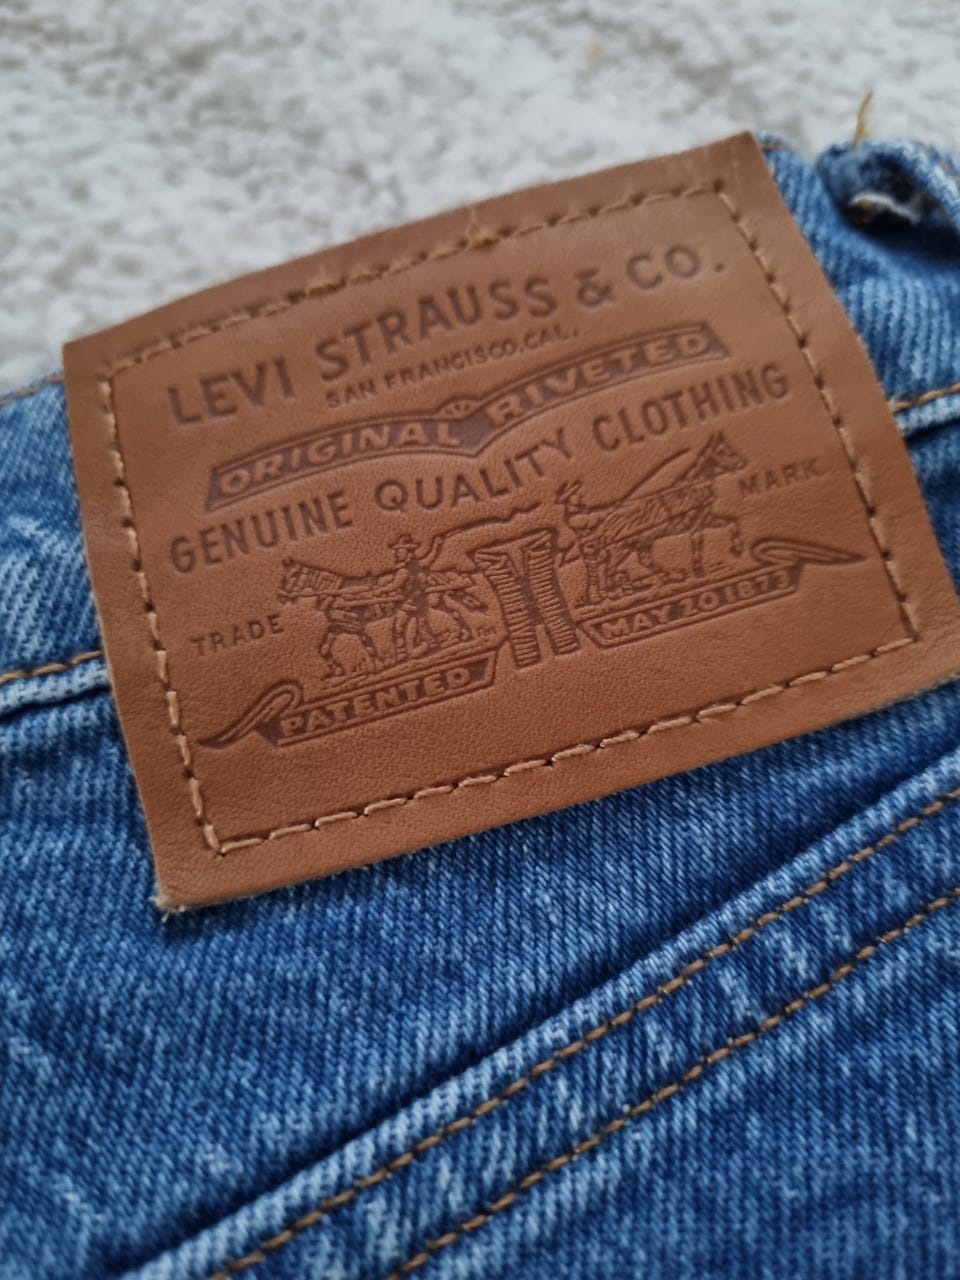 LEVI STRAUSS & CO.
SAN FRANCISCO, CAL.
ORIGINAL RIVETED
GENUINE QUALITY CLOTHING
TRADE MARK
PATENTED MAY 20 1873